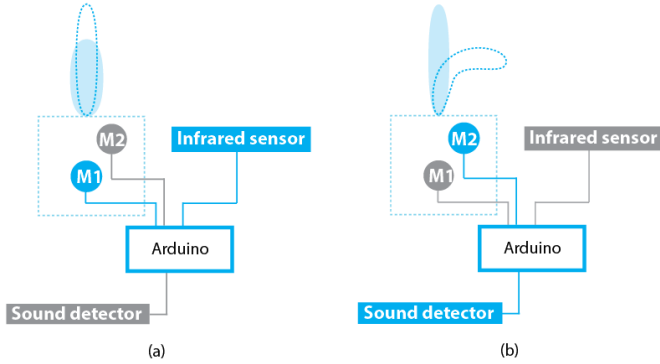 M2
Infrared sensor
M1
Arduino
Sound detector
(a)
M2
Infrared sensor
M1
Arduino
Sound detector
(b)